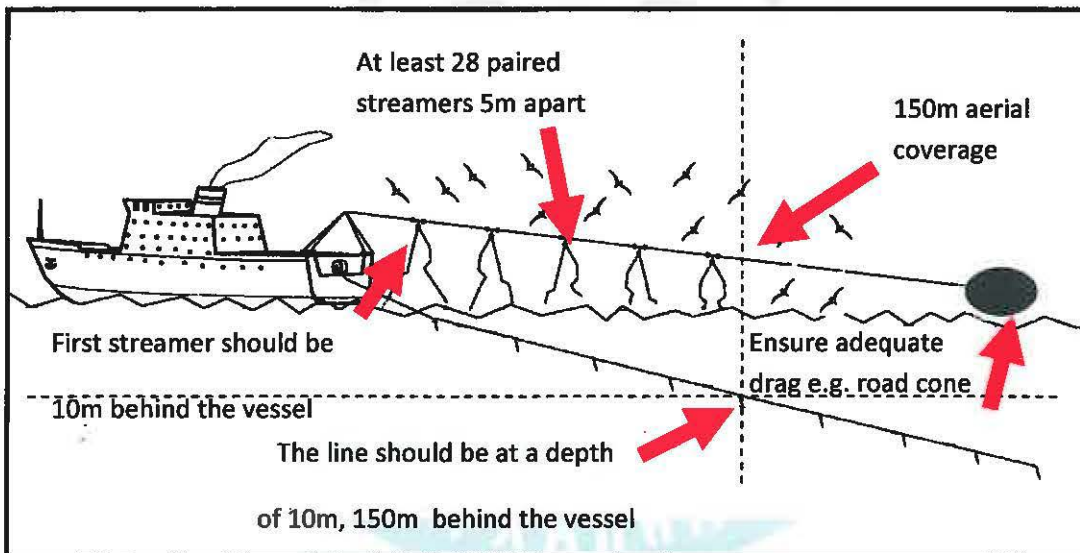 At least 28 paired
streamers 5m apart
150m aerial
coverage
First streamer should be
10m behind the vessel
Ensure adequate
drag e.g. road cone
The line should be at a depth
of 10m, 150m behind the vessel